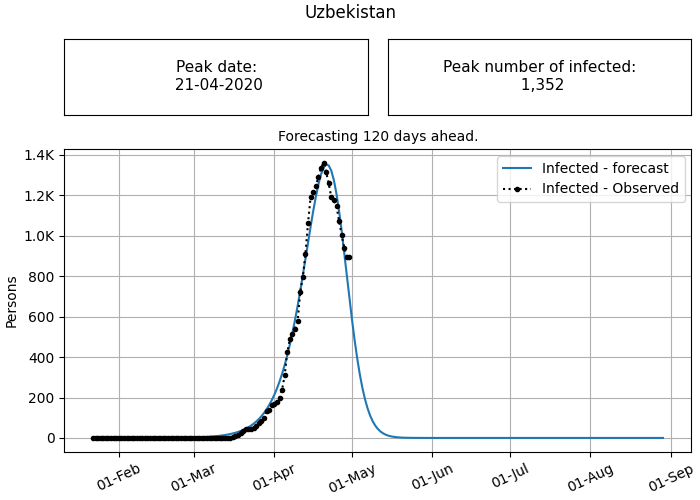 Uzbekistan
Peak date:
21-04-2020
Peak number of infected:
1,352
Forecasting 120 days ahead.
1.4K
1.2K
1.0K
800
600
400
200
0
Persons
Infected - forecast
Infected - Observed
01-Feb
01-Mar
01-Apr
01-May
01-Jun
01-Jul
01-Aug
01-Sep